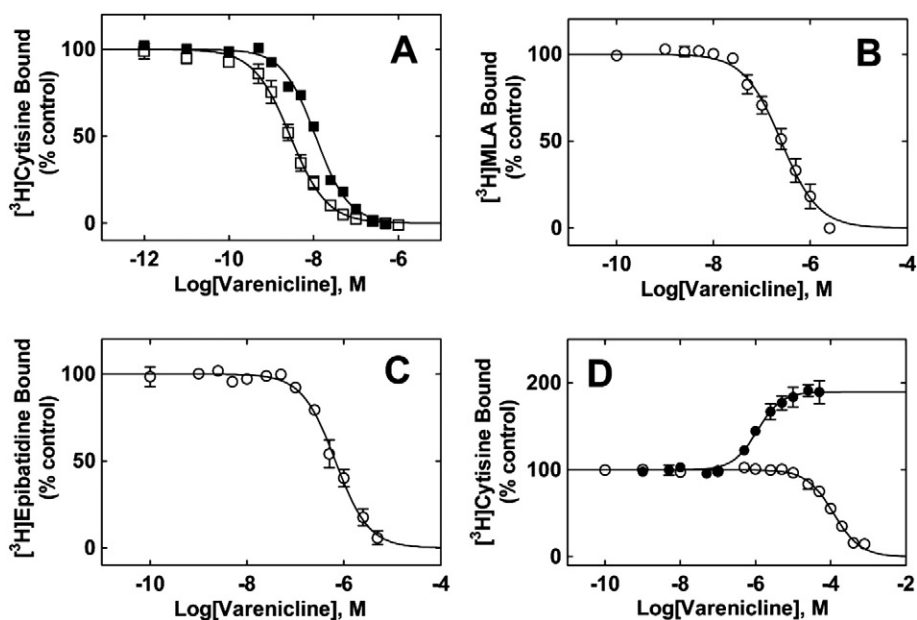 A
[³H]Cytisine Bound
(% control)
100
50
0
-12 -10 -8 -6
Log[Varenicline], M
B
[³H]MLA Bound
(% control)
100
50
0
-10 -8 -6 -4
Log[Varenicline], M
C
[³H]Epibatidine Bound
(% control)
100
50
0
-10 -8 -6 -4
Log[Varenicline], M
D
[³H]Cytisine Bound
(% control)
200
100
0
-10 -8 -6 -4 -2
Log[Varenicline], M